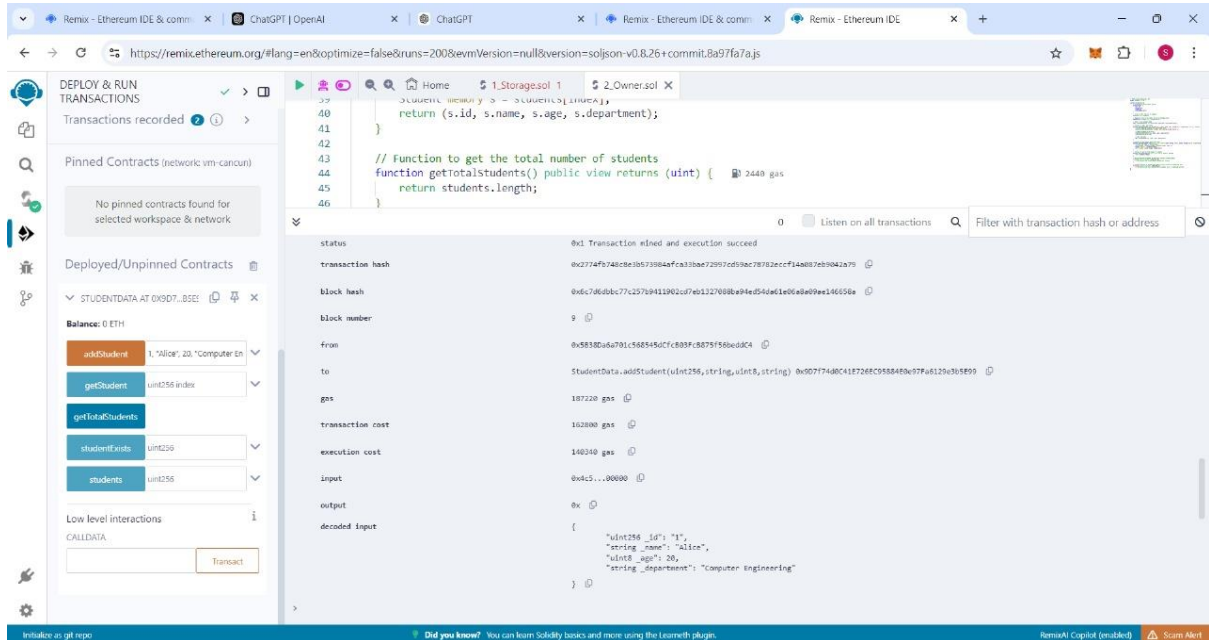 Remix - Ethereum IDE & comm
ChatGPT | OpenAI
ChatGPT
Remix - Ethereum IDE & comm
Remix - Ethereum IDE
https://remix.ethereum.org/#lang=en&optimize=false&runs=200&evmVersion=null&version=soljson-v0.8.26+commit.8a97fa7a.js
S
DEPLOY & RUN
TRANSACTIONS
Transactions recorded 2 i
Pinned Contracts (network: vm-cancun)
No pinned contracts found for
selected workspace & network
Deployed/Unpinned Contracts
STUDENTDATA AT 0X9D7...B5E9
Balance: 0 ETH
addStudent 1, "Alice", 20, "Computer En
getStudent uint256 index
getTotalStudents
studentExists uint256
students uint256
Low level interactions i
CALLDATA
Transact
Home
1_Storage.sol 1
2_Owner.sol
39 Student memory s = students[index];
40 return (s.id, s.name, s.age, s.department);
41 }
42
43 // Function to get the total number of students
44 function getTotalStudents() public view returns (uint) { 2440 gas
45 return students.length;
46 }
0 Listen on all transactions Filter with transaction hash or address
status 0x1 Transaction mined and execution succeed
transaction hash
block hash
block number 9
from
to StudentData.addStudent(uint256,string,uint8,string)
gas 187220 gas
transaction cost 162800 gas
execution cost 140340 gas
input 0x4c5...00000
output 0x
decoded input {
"uint256 _id": "1",
"string _name": "Alice",
"uint8 _age": 20,
"string _department": "Computer Engineering"
}
>
Initialize as git repo
Did you know? You can learn Solidity basics and more using the Learneth plugin.
RemixAI Copilot (enabled)
Scam Alert